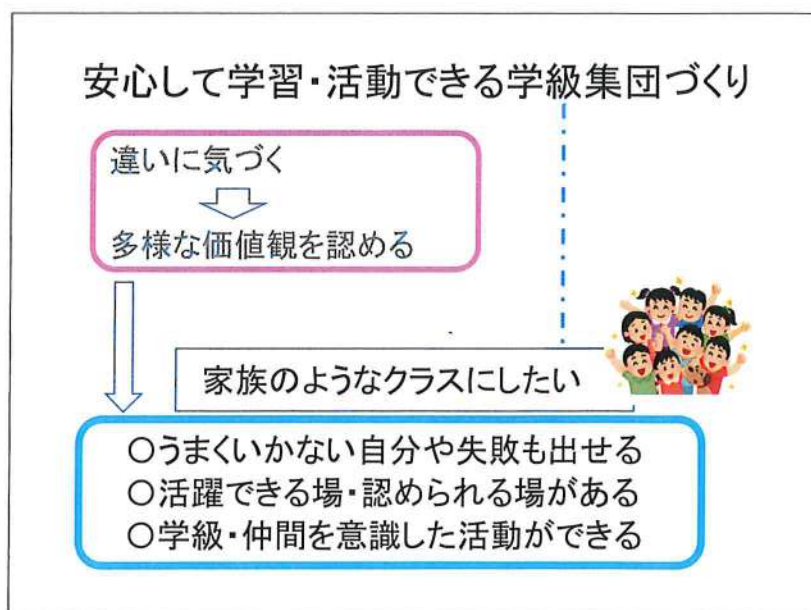 安心して学習・活動できる学級集団づくり
違いに気づく
多様な価値観を認める
家族のようなクラスにしたい
○うまくいかない自分や失敗も出せる
○活躍できる場・認められる場がある
○学級・仲間を意識した活動ができる